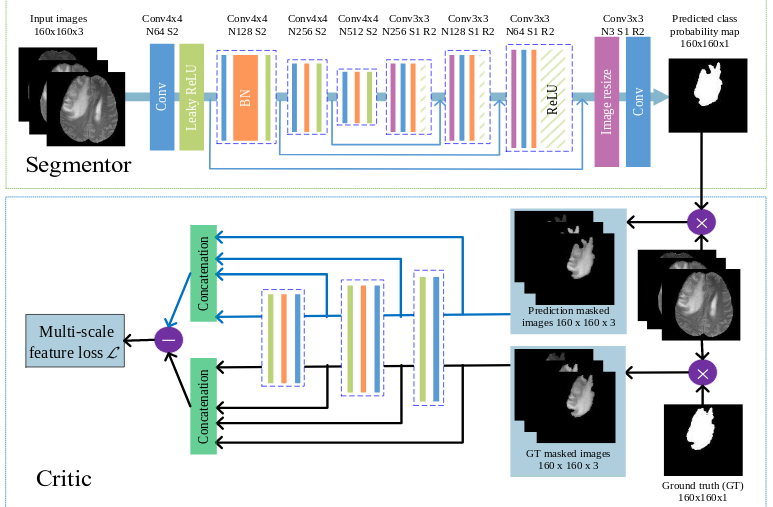 Input images
160x160x3
Conv4x4
N64 S2
Conv4x4
N128 S2
Conv4x4
N256 S2
Conv4x4
N512 S2
Conv3x3
N256 S1 R2
Conv3x3
N128 S1 R2
Conv3x3
N64 S1 R2
Conv3x3
N3 S1 R2
Predicted class
probability map
160x160x1
Conv
Leaky ReLU
BN
ReLU
Image resize
Conv
Segmentor
×
Concatenation
Prediction masked
images 160 x 160 x 3
Multi-scale
feature loss ℒ
—
Concatenation
×
GT masked images
160 x 160 x 3
Critic
Ground truth (GT)
160x160x1